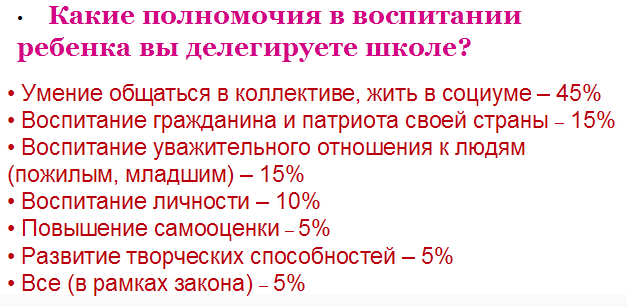 • Какие полномочия в воспитании
ребенка вы делегируете школе?
• Умение общаться в коллективе, жить в социуме – 45%
• Воспитание гражданина и патриота своей страны – 15%
• Воспитание уважительного отношения к людям
(пожилым, младшим) – 15%
• Воспитание личности – 10%
• Повышение самооценки – 5%
• Развитие творческих способностей – 5%
• Все (в рамках закона) – 5%